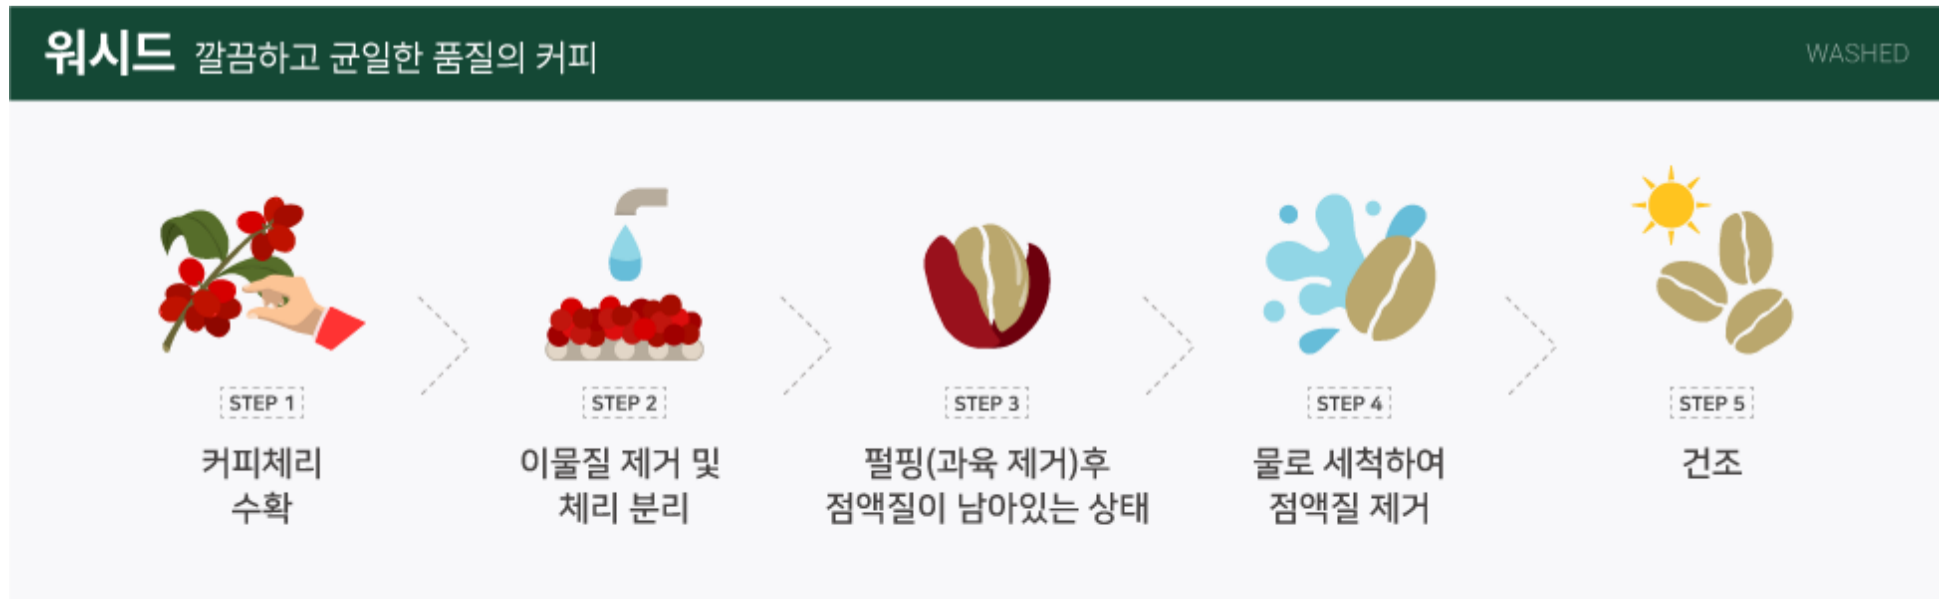 워시드 깔끔하고 균일한 품질의 커피
WASHED
STEP 1
커피체리
수확
STEP 2
이물질 제거 및
체리 분리
STEP 3
펄핑(과육 제거)후
점액질이 남아있는 상태
STEP 4
물로 세척하여
점액질 제거
STEP 5
건조